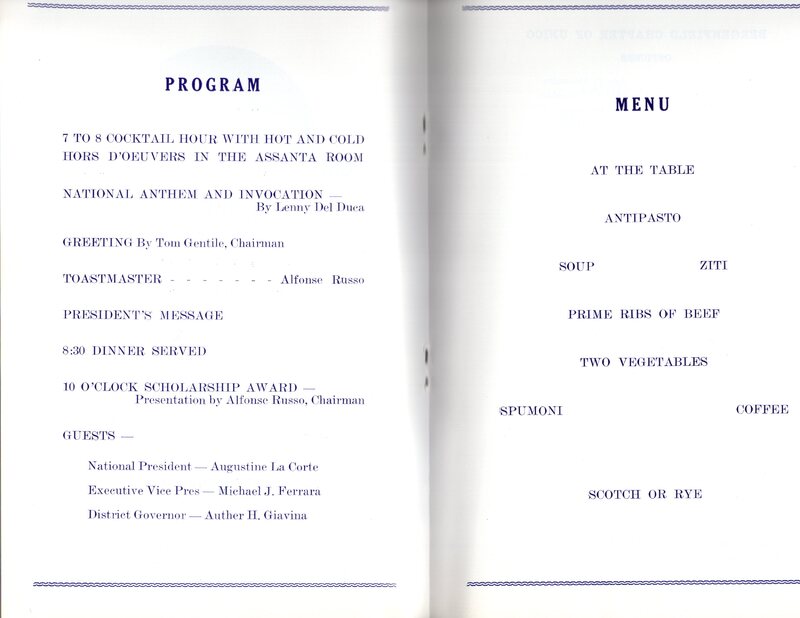 PROGRAM
7 TO 8 COCKTAIL HOUR WITH HOT AND COLD
HORS D'OEUVERS IN THE ASSANTA ROOM
NATIONAL ANTHEM AND INVOCATION —
By Lenny Del Duca
GREETING By Tom Gentile, Chairman
TOASTMASTER - - - - - - - Alfonse Russo
PRESIDENT'S MESSAGE
8:30 DINNER SERVED
10 O'CLOCK SCHOLARSHIP AWARD —
Presentation by Alfonse Russo, Chairman
GUESTS —
National President — Augustine La Corte
Executive Vice Pres — Michael J. Ferrara
District Governor — Auther H. Giavina
BERGENFIELD CHAPTER OF UNICO
MENU
AT THE TABLE
ANTIPASTO
SOUP ZITI
PRIME RIBS OF BEEF
TWO VEGETABLES
SPUMONI COFFEE
SCOTCH OR RYE